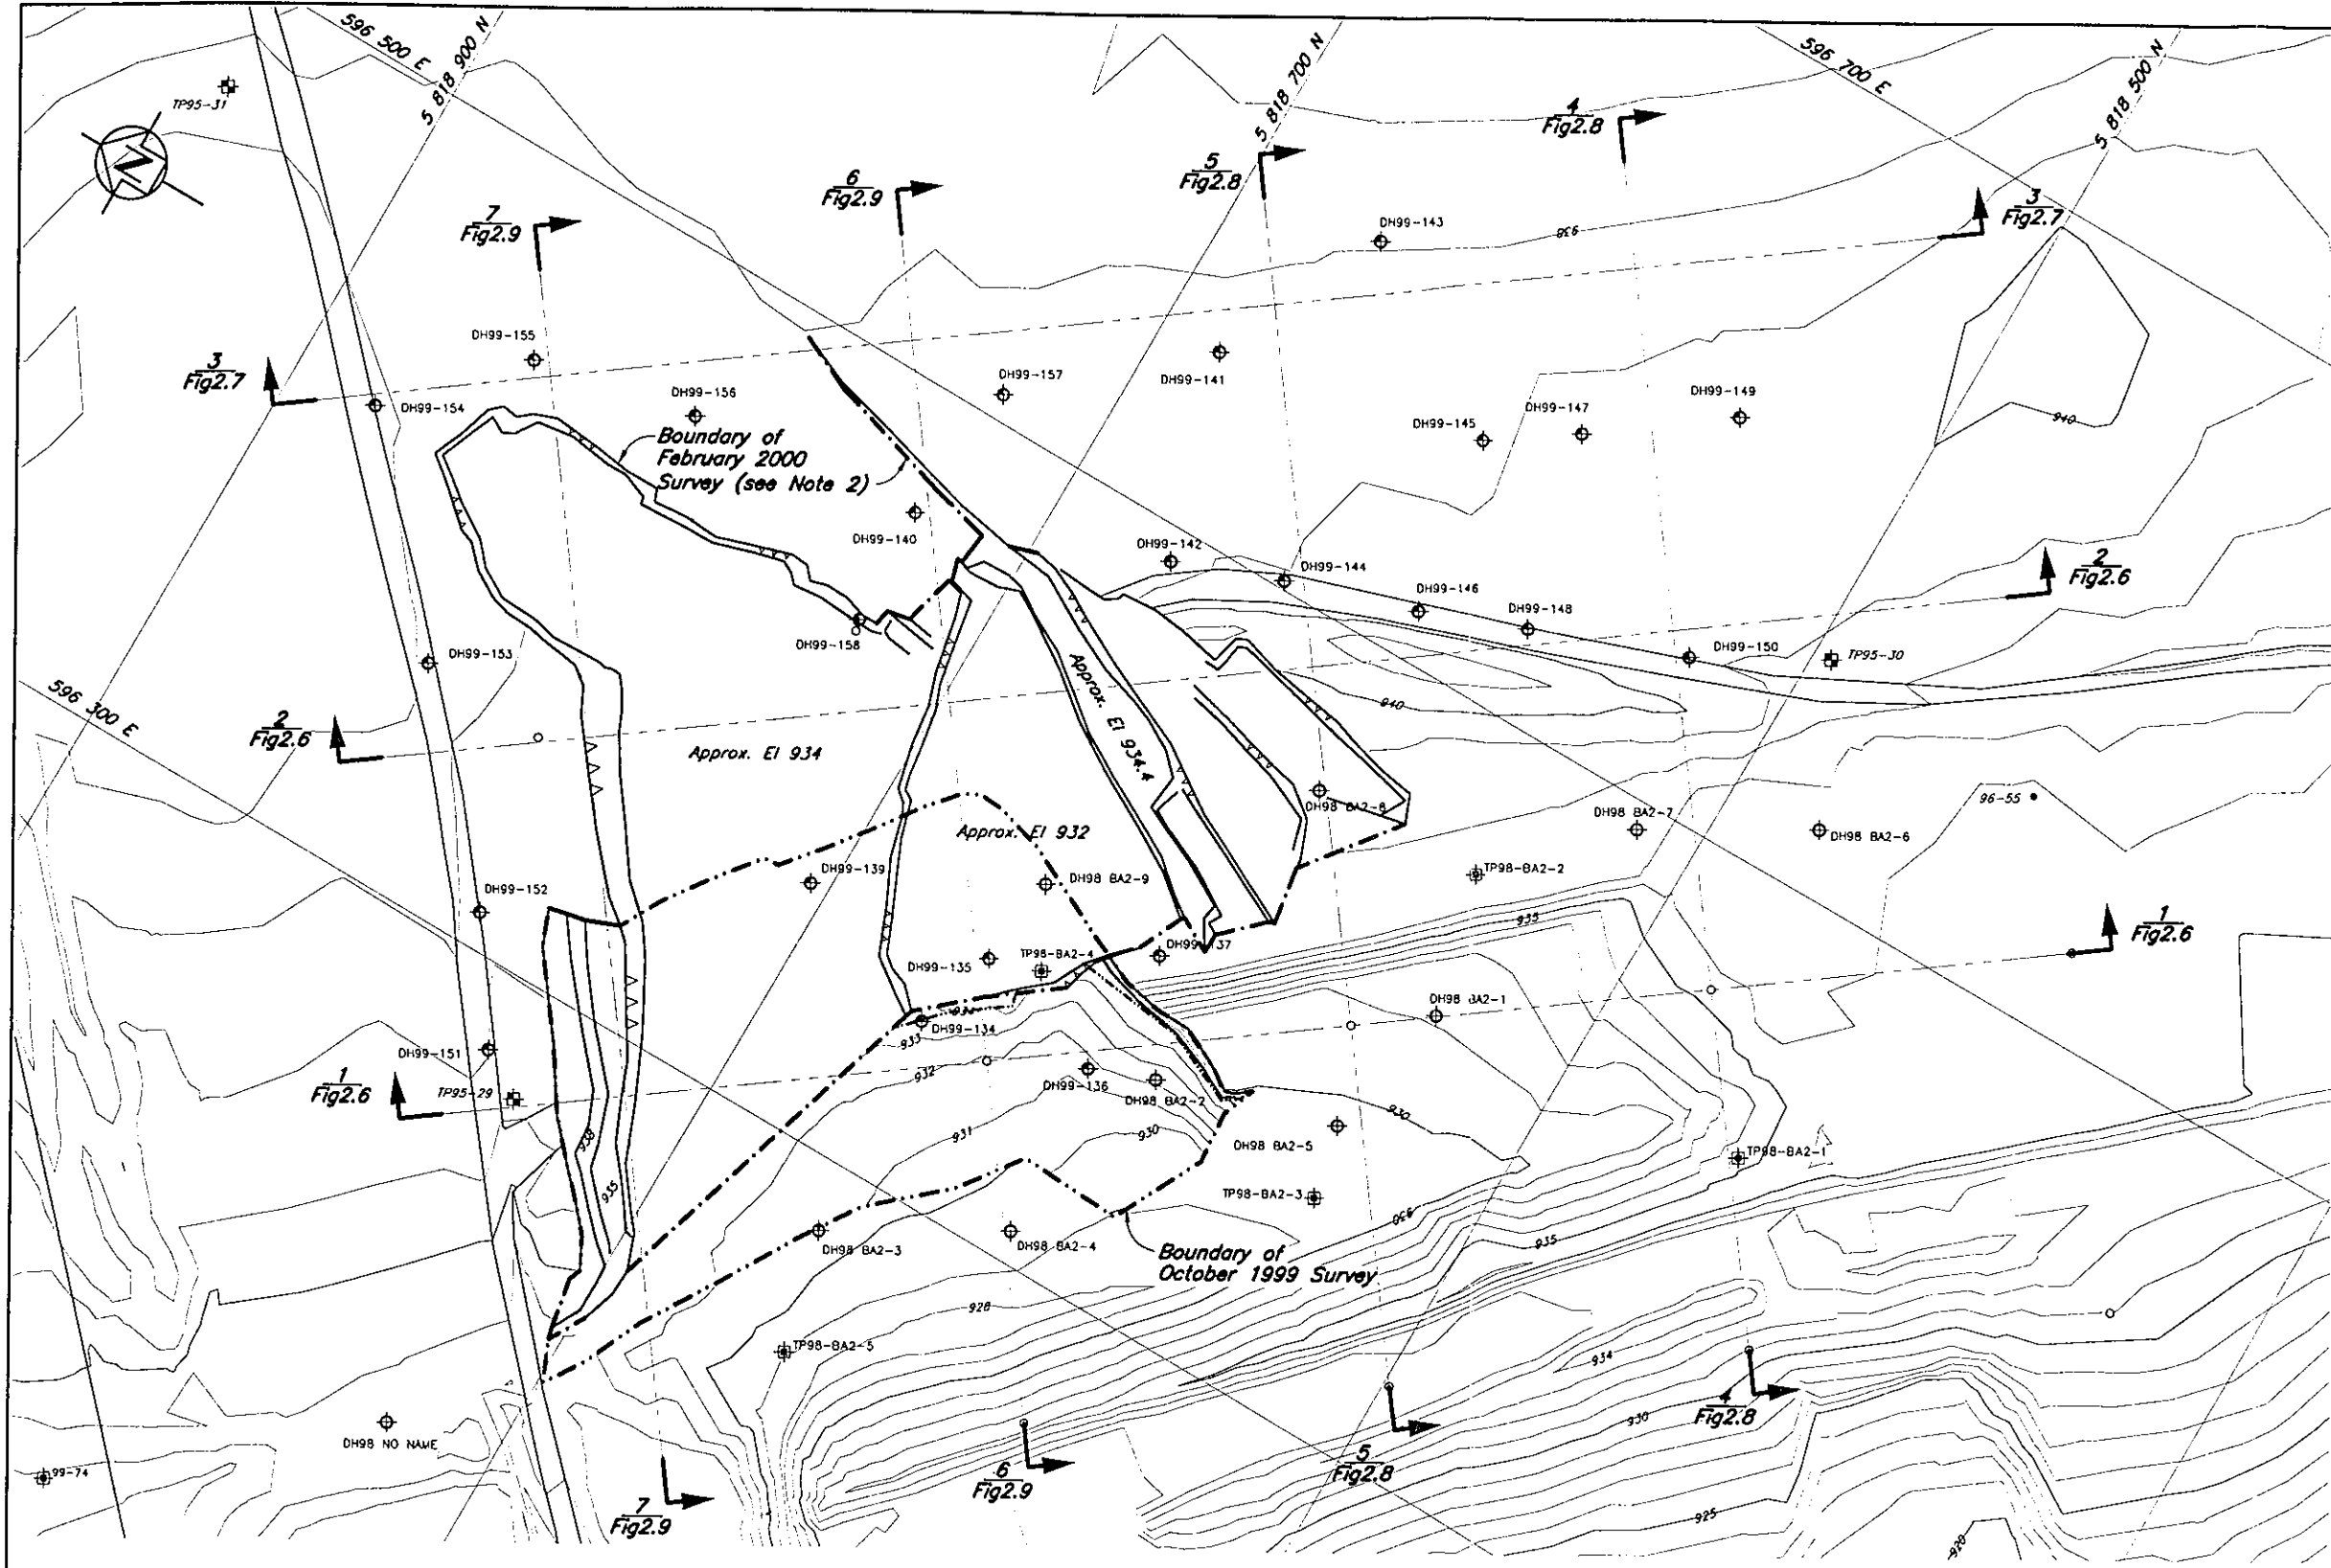 596 500 E
5 818 900 N
5 818 700 N
596 700 E
5 818 500 N
TP95-31
N
4
Fig2.8
5
Fig2.8
6
Fig2.9
7
Fig2.9
3
Fig2.7
DH99-143
938
DH99-155
3
Fig2.7
DH99-154
DH99-156
DH99-157
DH99-141
DH99-149
DH99-147
DH99-145
940
Boundary of
February 2000
Survey (see Note 2)
DH99-140
DH99-142
DH99-144
DH99-146
DH99-148
2
Fig2.6
DH99-158
DH99-153
DH99-150
TP95-30
596 300 E
2
Fig2.6
Approx. El 934
Approx. El 934.4
940
DH98 BA2-8
DH98 BA2-7
96-55
DH98 BA2-6
Approx. El 932
DH99-139
DH98 BA2-9
TP98-BA2-2
DH99-152
935
1
Fig2.6
DH99-135
TP98-BA2-4
DH99-137
DH98 BA2-1
DH99-134
933
932
DH99-151
1
Fig2.6
TP95-29
DH99-136
DH98 BA2-2
930
938
931
930
DH98 BA2-5
TP98-BA2-1
935
TP98-BA2-3
930
DH98 BA2-3
DH98 BA2-4
935
Boundary of
October 1999 Survey
928
TP98-BA2-5
934
DH98 NO NAME
930
4
Fig2.8
99-74
5
Fig2.8
6
Fig2.9
7
Fig2.9
925
920